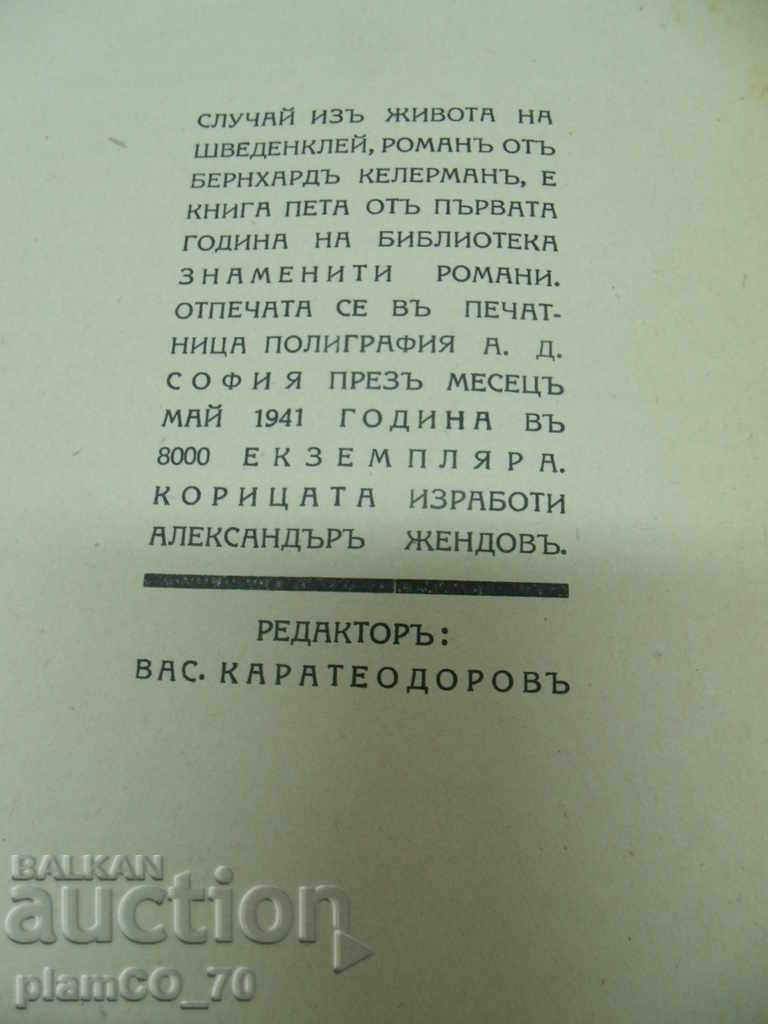 СЛУЧАЙ ИЗЪ ЖИВОТА НА
ШВЕДЕНКЛЕЙ, РОМАНЪ ОТЪ
БЕРНХАРДЪ КЕЛЕРМАНЪ, Е
КНИГА ПЕТА ОТЪ ПЪРВАТА
ГОДИНА НА БИБЛИОТЕКА
ЗНАМЕНИТИ РОМАНИ.
ОТПЕЧАТА СЕ ВЪ ПЕЧАТ-
НИЦА ПОЛИГРАФИЯ А. Д.
СОФИЯ ПРЕЗЪ МЕСЕЦЪ
МАЙ 1941 ГОДИНА ВЪ
8000 ЕКЗЕМПЛЯРА.
КОРИЦАТА ИЗРАБОТИ
АЛЕКСАНДЪРЪ ЖЕНДОВЪ.
РЕДАКТОРЪ:
ВАС. КАРАТЕОДОРОВЪ
BALKAN
auction
plamCO_70